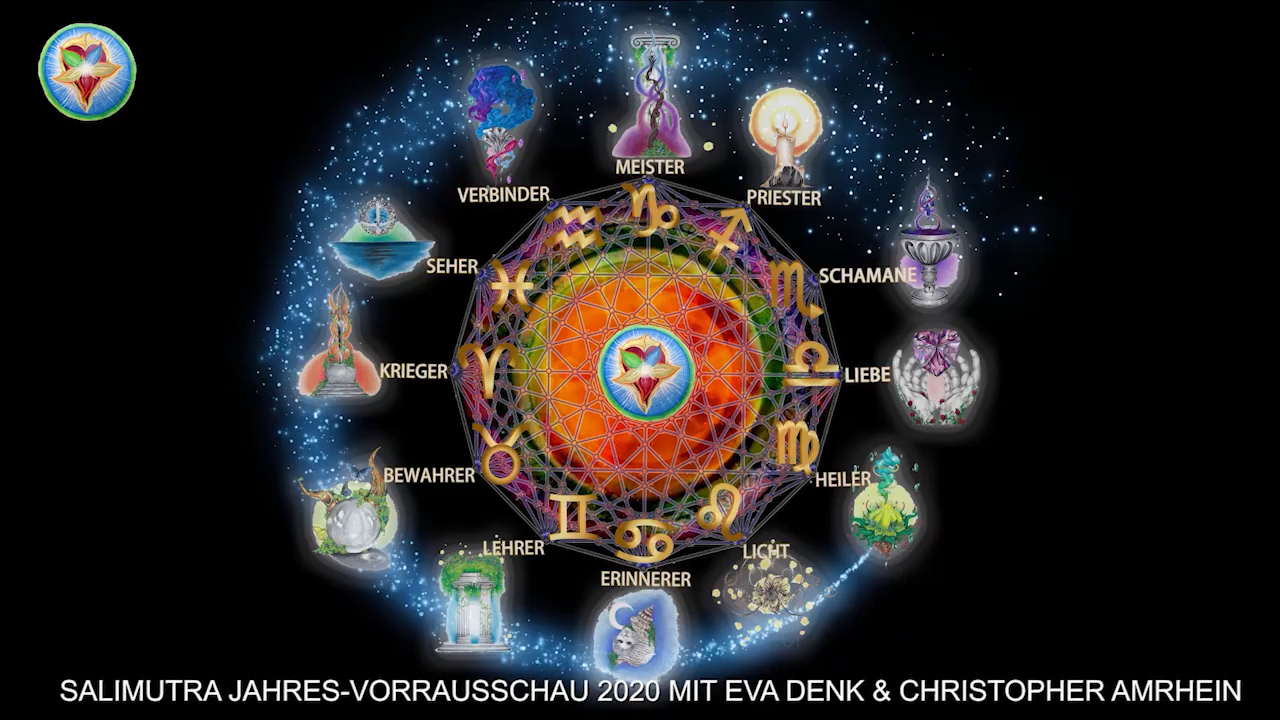 MEISTER
VERBINDER
PRIESTER
SEHER
SCHAMANE
KRIEGER
LIEBE
BEWAHRER
HEILER
LEHRER
LICHT
ERINNERER
SALIMUTRA JAHRES-VORRAUSSCHAU 2020 MIT EVA DENK & CHRISTOPHER AMRHEIN